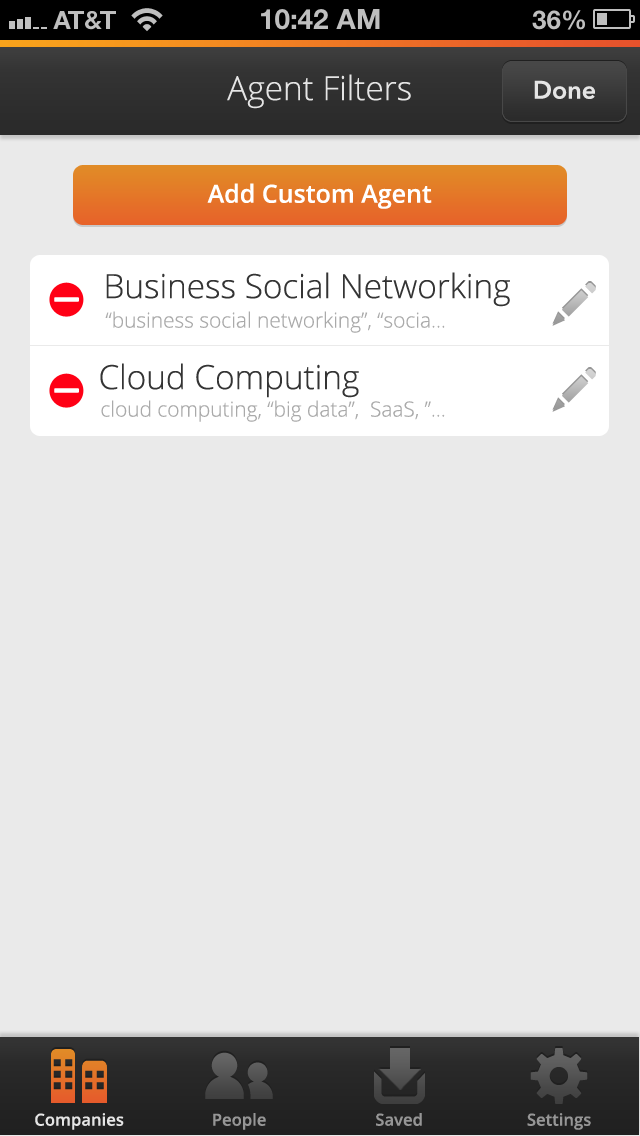 AT&T 10:42 AM 36%
Agent Filters Done
Add Custom Agent
Business Social Networking
“business social networking”, “socia...
Cloud Computing
cloud computing, “big data”,  SaaS, ”...
Companies People Saved Settings